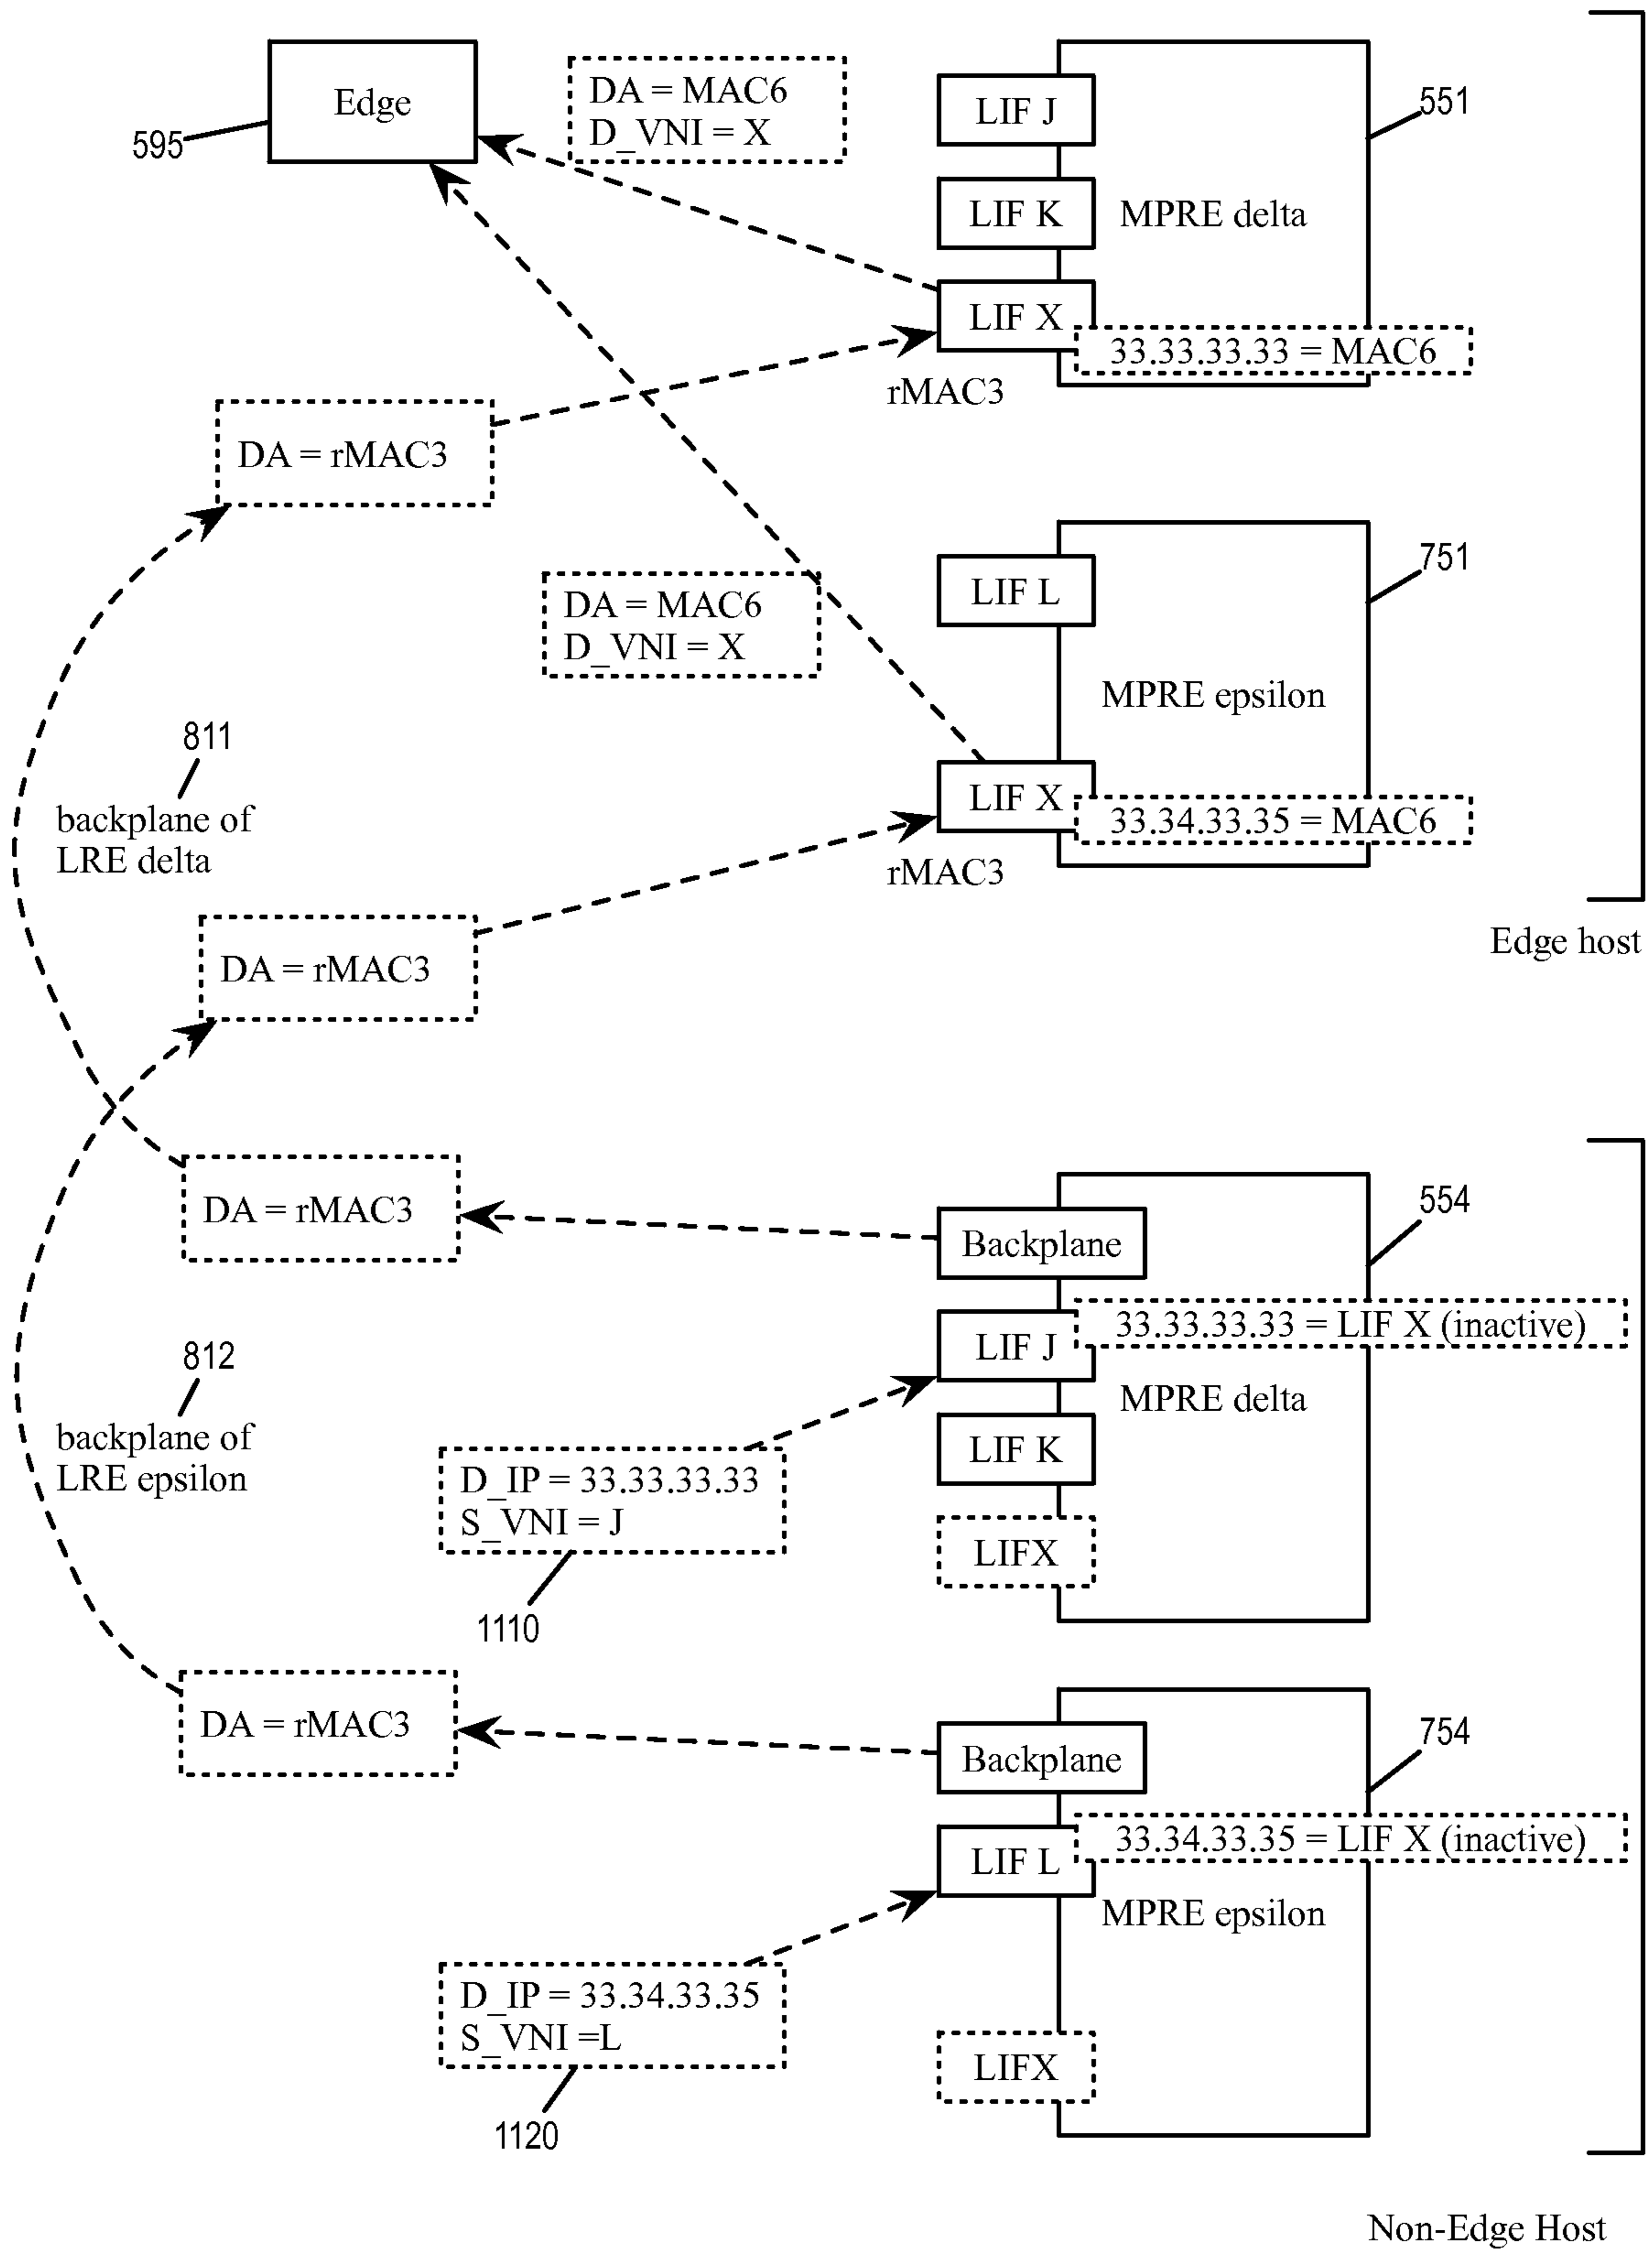 Edge
595
DA = MAC6
D_VNI = X
LIF J
LIF K
MPRE delta
551
LIF X
33.33.33.33 = MAC6
rMAC3
DA = rMAC3
LIF L
751
DA = MAC6
D_VNI = X
MPRE epsilon
811
backplane of
LRE delta
LIF X
33.34.33.35 = MAC6
rMAC3
DA = rMAC3
Edge host
DA = rMAC3
Backplane
554
33.33.33.33 = LIF X (inactive)
LIF J
MPRE delta
812
backplane of
LRE epsilon
LIF K
D_IP = 33.33.33.33
S_VNI = J
LIFX
1110
DA = rMAC3
Backplane
754
33.34.33.35 = LIF X (inactive)
LIF L
MPRE epsilon
D_IP = 33.34.33.35
S_VNI =L
LIFX
1120
Non-Edge Host